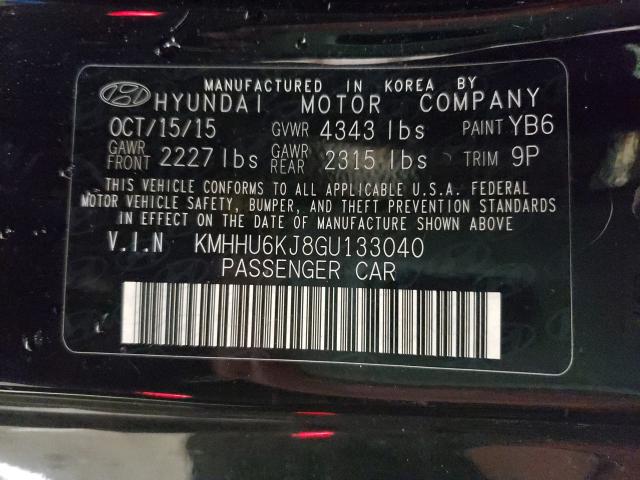 MANUFACTURED IN KOREA BY
HYUNDAI MOTOR COMPANY
OCT/15/15 GVWR 4343 lbs PAINT YB6
GAWR FRONT 2227 lbs GAWR REAR 2315 lbs TRIM 9P
THIS VEHICLE CONFORMS TO ALL APPLICABLE U.S.A. FEDERAL
MOTOR VEHICLE SAFETY, BUMPER, AND THEFT PREVENTION STANDARDS
IN EFFECT ON THE DATE OF MANUFACTURE SHOWN ABOVE
V.I.N KMHHU6KJ8GU133040
PASSENGER CAR